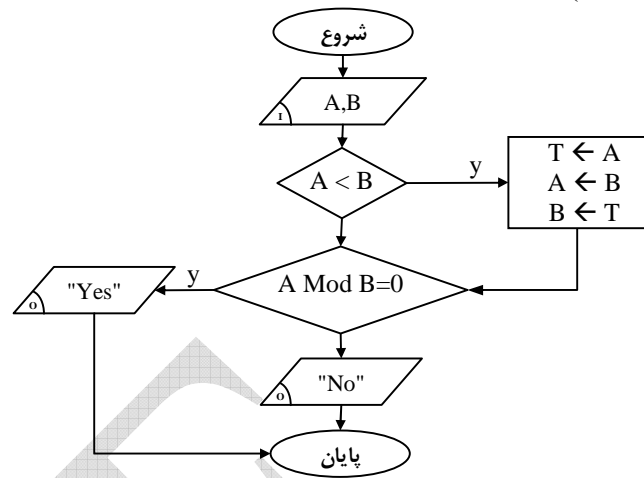 شروع
A,B
I
A < B
y
T ← A
A ← B
B ← T
A Mod B=0
y
"Yes"
O
"No"
O
پایان